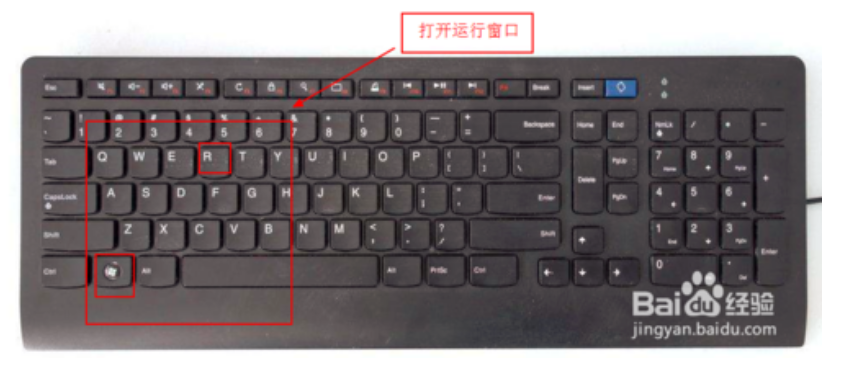 打开运行窗口
Esc Break Insert
1 2 3 4 5 6 7 8 9 0 - + = Backspace Home End NmLk / * -
Tab Q W E R T Y U I O P Delete PgUp 7 8 9 +
CapsLock A S D F G H J K L Enter PgDn 4 5 6
Shift Z X C V B N M < , > . ? / Shift 1 2 3
Ctrl Alt Alt PrtSc Ctrl 0 . Enter
Baidu 经验
jingyan.baidu.com